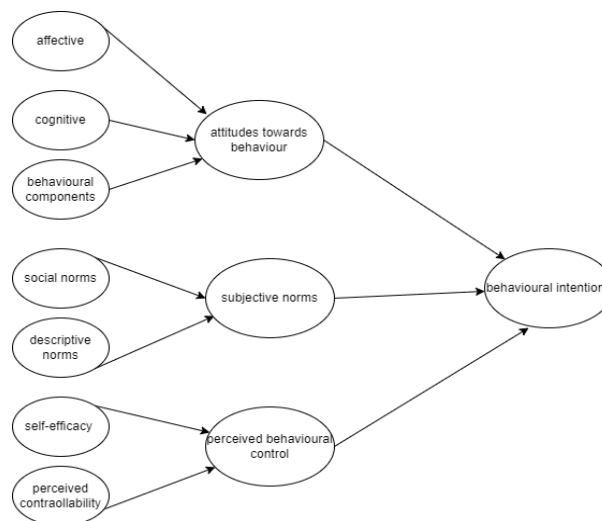 affective
cognitive
attitudes towards
behaviour
behavioural
components
social norms
subjective norms
behavioural intention
descriptive
norms
self-efficacy
perceived behavioural
control
perceived
contraollability